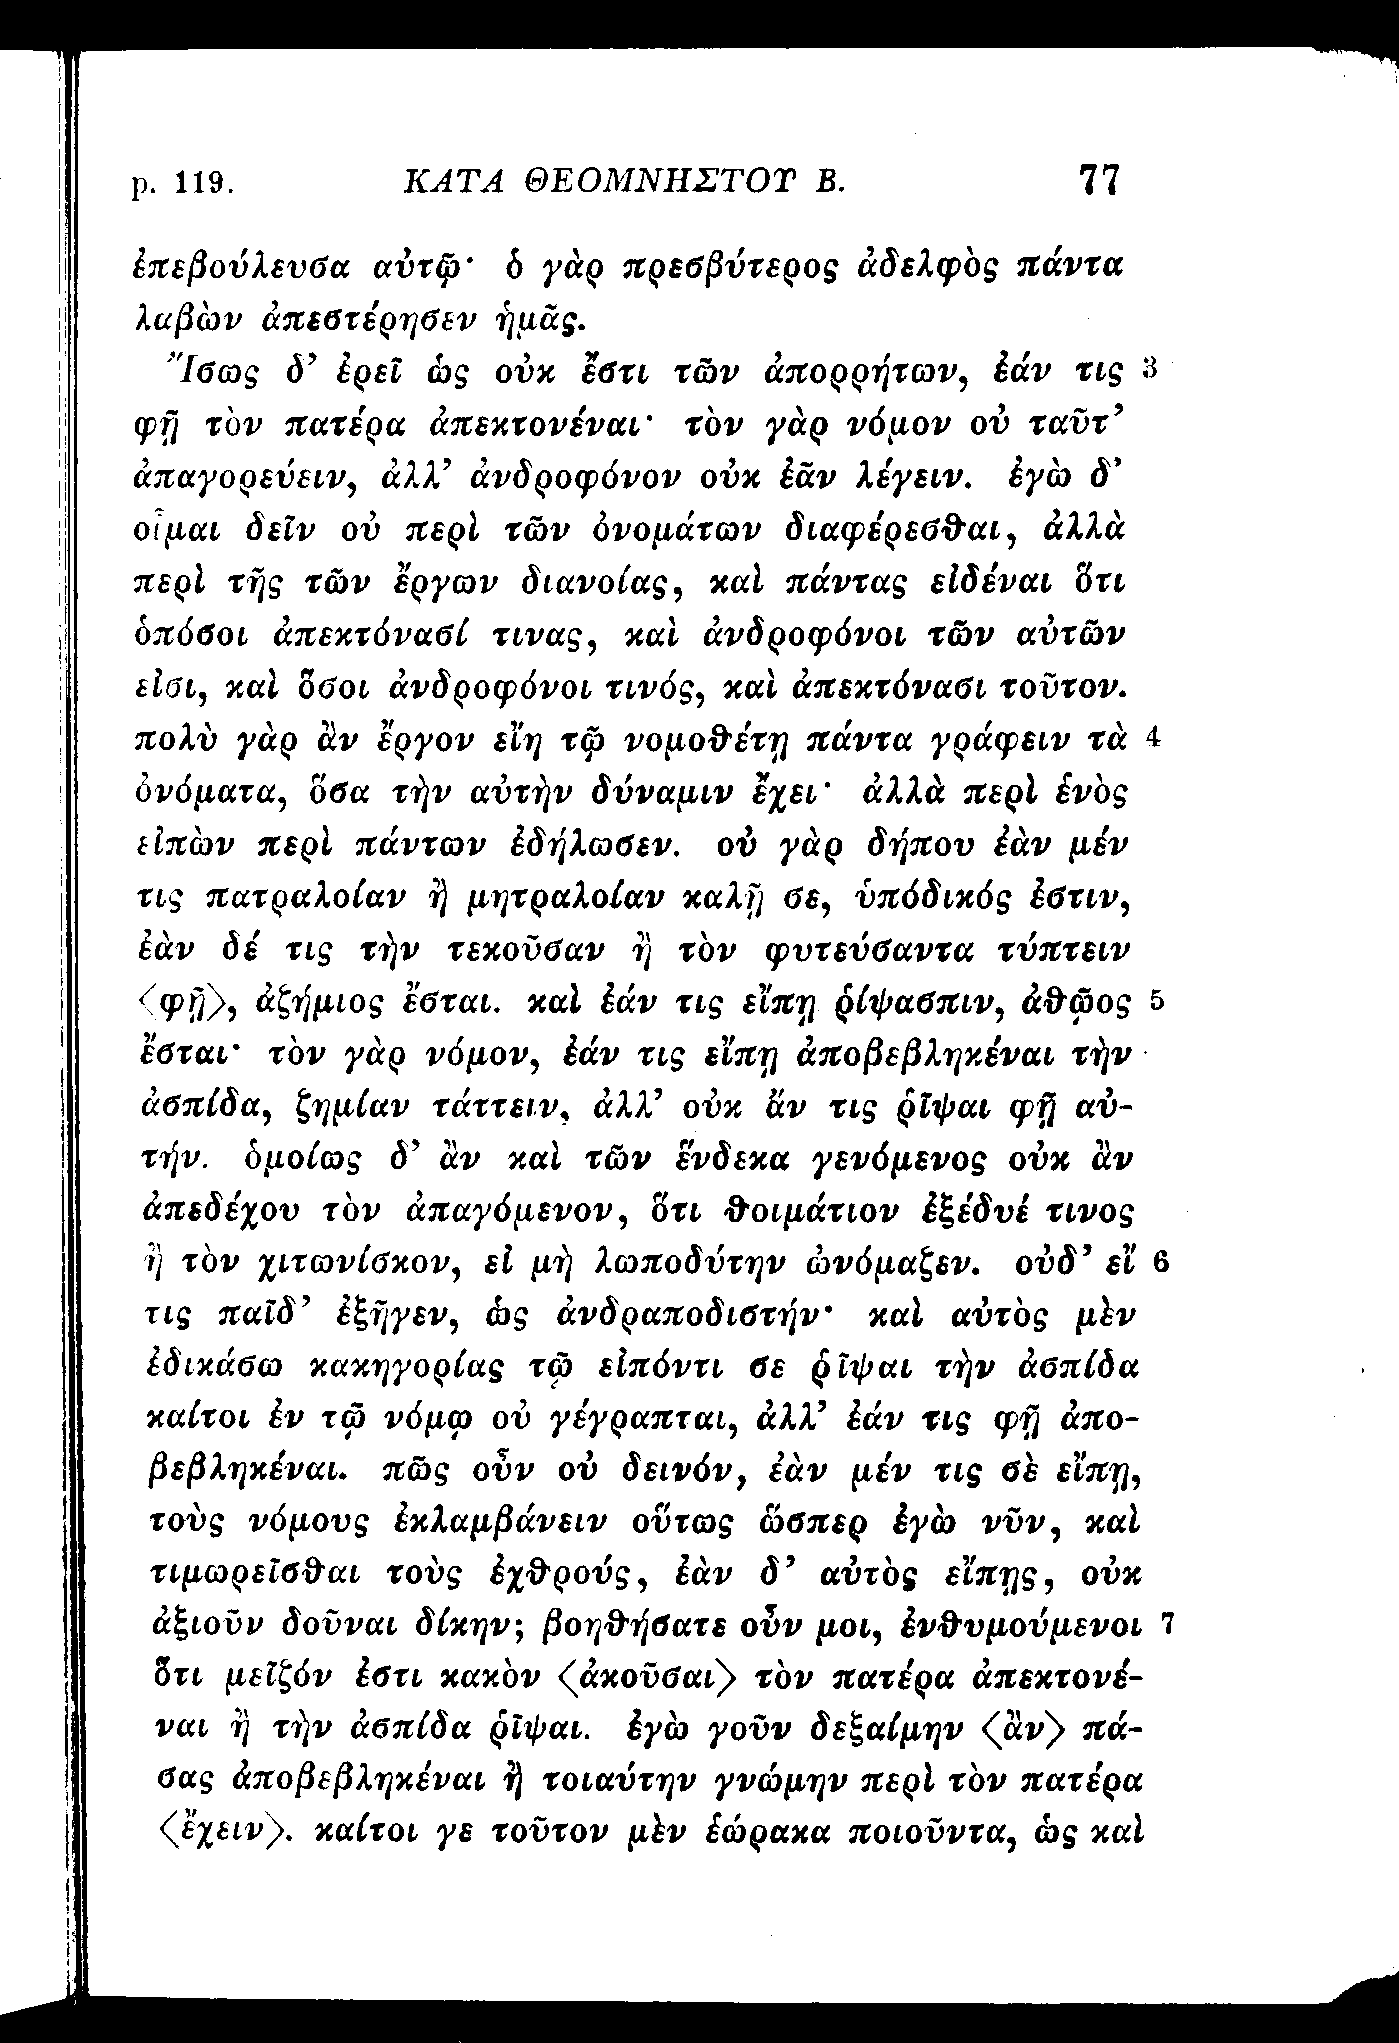 p. 119. ΚΑΤΑ ΘΕΟΜΝΗΣΤΟΥ Β. 77
ἐπεβούλευσα αὐτῷ· ὁ γὰρ πρεσβύτερος ἀδελφὸς πάντα
λαβὼν ἀπεστέρησεν ἡμᾶς.
Ἴσως δ’ ἐρεῖ ὡς οὐκ ἔστι τῶν ἀπορρήτων, ἐάν τις 3
φῇ τὸν πατέρα ἀπεκτονέναι· τὸν γὰρ νόμον οὐ ταῦτ’
ἀπαγορεύειν, ἀλλ’ ἀνδροφόνον οὐκ ἐᾶν λέγειν. ἐγὼ δ’
οἶμαι δεῖν οὐ περὶ τῶν ὀνομάτων διαφέρεσθαι, ἀλλὰ
περὶ τῆς τῶν ἔργων διανοίας, καὶ πάντας εἰδέναι ὅτι
ὁπόσοι ἀπεκτόνασί τινας, καὶ ἀνδροφόνοι τῶν αὐτῶν
εἰσι, καὶ ὅσοι ἀνδροφόνοι τινός, καὶ ἀπεκτόνασι τοῦτον.
πολὺ γὰρ ἂν ἔργον εἴη τῷ νομοθέτῃ πάντα γράφειν τὰ 4
ὀνόματα, ὅσα τὴν αὐτὴν δύναμιν ἔχει· ἀλλὰ περὶ ἑνὸς
εἰπὼν περὶ πάντων ἐδήλωσεν. οὐ γὰρ δήπου ἐὰν μέν
τις πατραλοίαν ἢ μητραλοίαν καλῇ σε, ὑπόδικός ἐστιν,
ἐὰν δέ τις τὴν τεκοῦσαν ἢ τὸν φυτεύσαντα τύπτειν
〈φῇ〉, ἀζήμιος ἔσται. καὶ ἐάν τις εἴπῃ ῥίψασπιν, ἀθῷος 5
ἔσται· τὸν γὰρ νόμον, ἐάν τις εἴπῃ ἀποβεβληκέναι τὴν
ἀσπίδα, ζημίαν τάττειν, ἀλλ’ οὐκ ἄν τις ῥῖψαι φῇ αὐ-
τήν. ὁμοίως δ’ ἂν καὶ τῶν ἕνδεκα γενόμενος οὐκ ἂν
ἀπεδέχου τὸν ἀπαγόμενον, ὅτι θοιμάτιον ἐξέδυέ τινος
ἢ τὸν χιτωνίσκον, εἰ μὴ λωποδύτην ὠνόμαζεν. οὐδ’ εἴ 6
τις παῖδ’ ἐξῆγεν, ὡς ἀνδραποδιστήν· καὶ αὐτὸς μὲν
ἐδικάσω κακηγορίας τῷ εἰπόντι σε ῥῖψαι τὴν ἀσπίδα
καίτοι ἐν τῷ νόμῳ οὐ γέγραπται, ἀλλ’ ἐάν τις φῇ ἀπο-
βεβληκέναι. πῶς οὖν οὐ δεινόν, ἐὰν μέν τις σὲ εἴπῃ,
τοὺς νόμους ἐκλαμβάνειν οὕτως ὥσπερ ἐγὼ νῦν, καὶ
τιμωρεῖσθαι τοὺς ἐχθρούς, ἐὰν δ’ αὐτὸς εἴπῃς, οὐκ
ἀξιοῦν δοῦναι δίκην; βοηθήσατε οὖν μοι, ἐνθυμούμενοι 7
ὅτι μεῖζόν ἐστι κακὸν 〈ἀκοῦσαι〉 τὸν πατέρα ἀπεκτονέ-
ναι ἢ τὴν ἀσπίδα ῥῖψαι. ἐγὼ γοῦν δεξαίμην 〈ἂν〉 πά-
σας ἀποβεβληκέναι ἢ τοιαύτην γνώμην περὶ τὸν πατέρα
〈ἔχειν〉. καίτοι γε τοῦτον μὲν ἑώρακα ποιοῦντα, ὡς καὶ